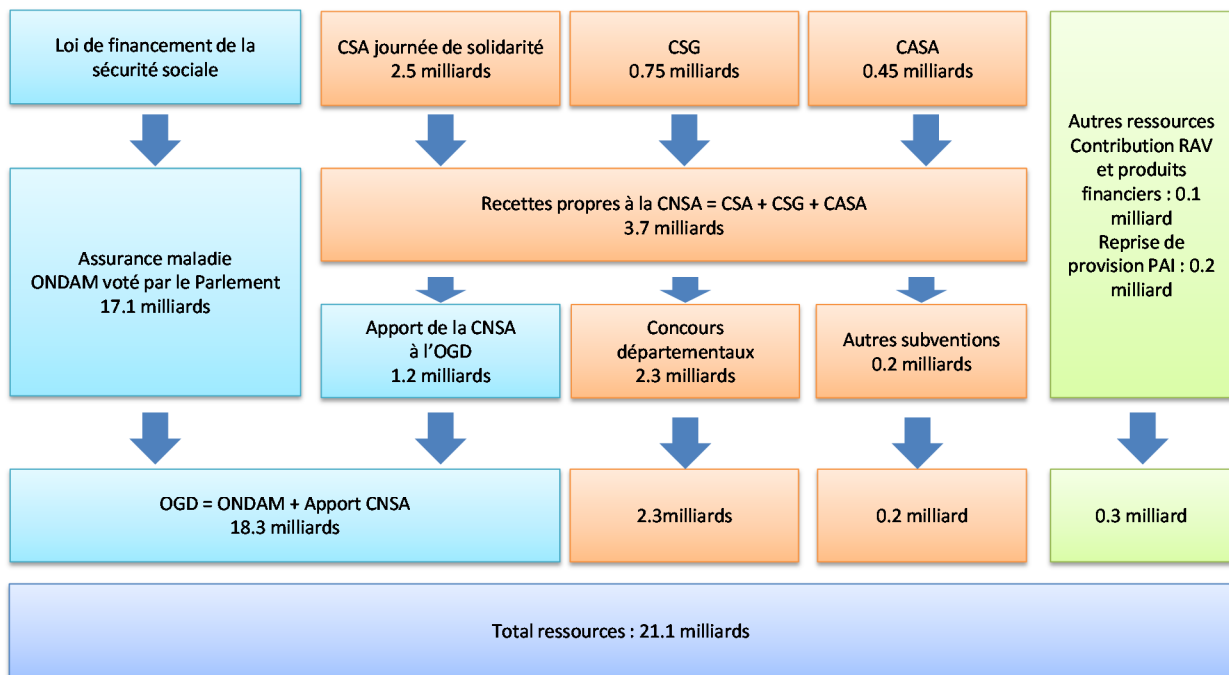 Loi de financement de la
sécurité sociale
CSA journée de solidarité
2.5 milliards
CSG
0.75 milliards
CASA
0.45 milliards
Autres ressources
Contribution RAV
et produits
financiers : 0.1
milliard
Reprise de
provision PAI : 0.2
milliard
Assurance maladie
ONDAM voté par le Parlement
17.1 milliards
Recettes propres à la CNSA = CSA + CSG + CASA
3.7 milliards
Apport de la CNSA
à l’OGD
1.2 milliards
Concours
départementaux
2.3 milliards
Autres subventions
0.2 milliards
OGD = ONDAM + Apport CNSA
18.3 milliards
2.3milliards
0.2 milliard
0.3 milliard
Total ressources : 21.1 milliards